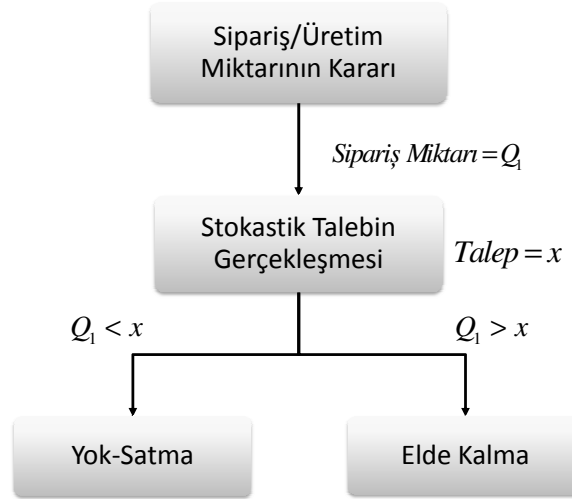 Sipariş/Üretim
Miktarının Kararı
Sipariş Miktarı = Q₁
Stokastik Talebin
Gerçekleşmesi
Talep = x
Q₁ < x
Q₁ > x
Yok-Satma
Elde Kalma